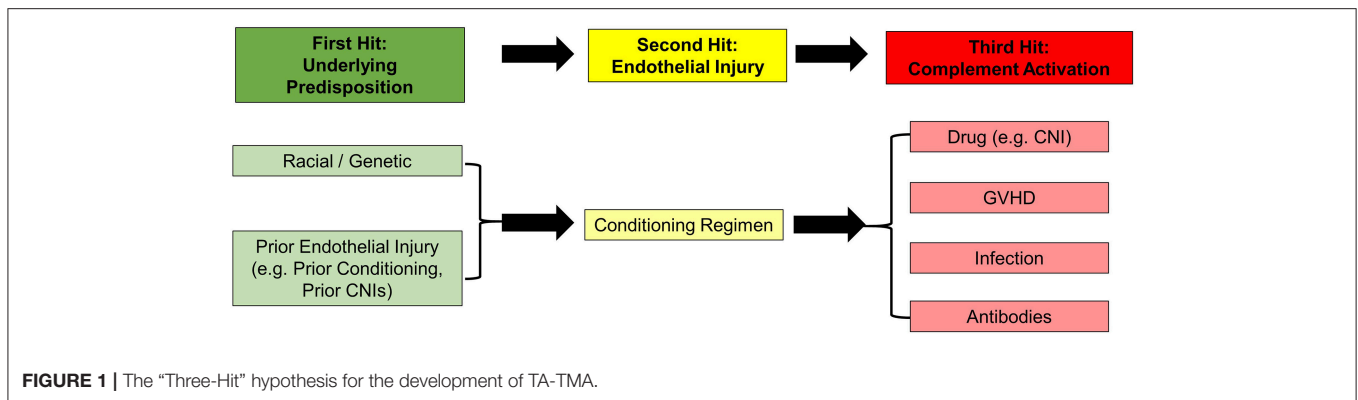 First Hit:
Underlying
Predisposition
Second Hit:
Endothelial Injury
Third Hit:
Complement Activation
Racial / Genetic
Prior Endothelial Injury
(e.g. Prior Conditioning,
Prior CNIs)
Conditioning Regimen
Drug (e.g. CNI)
GVHD
Infection
Antibodies
FIGURE 1 | The “Three-Hit” hypothesis for the development of TA-TMA.